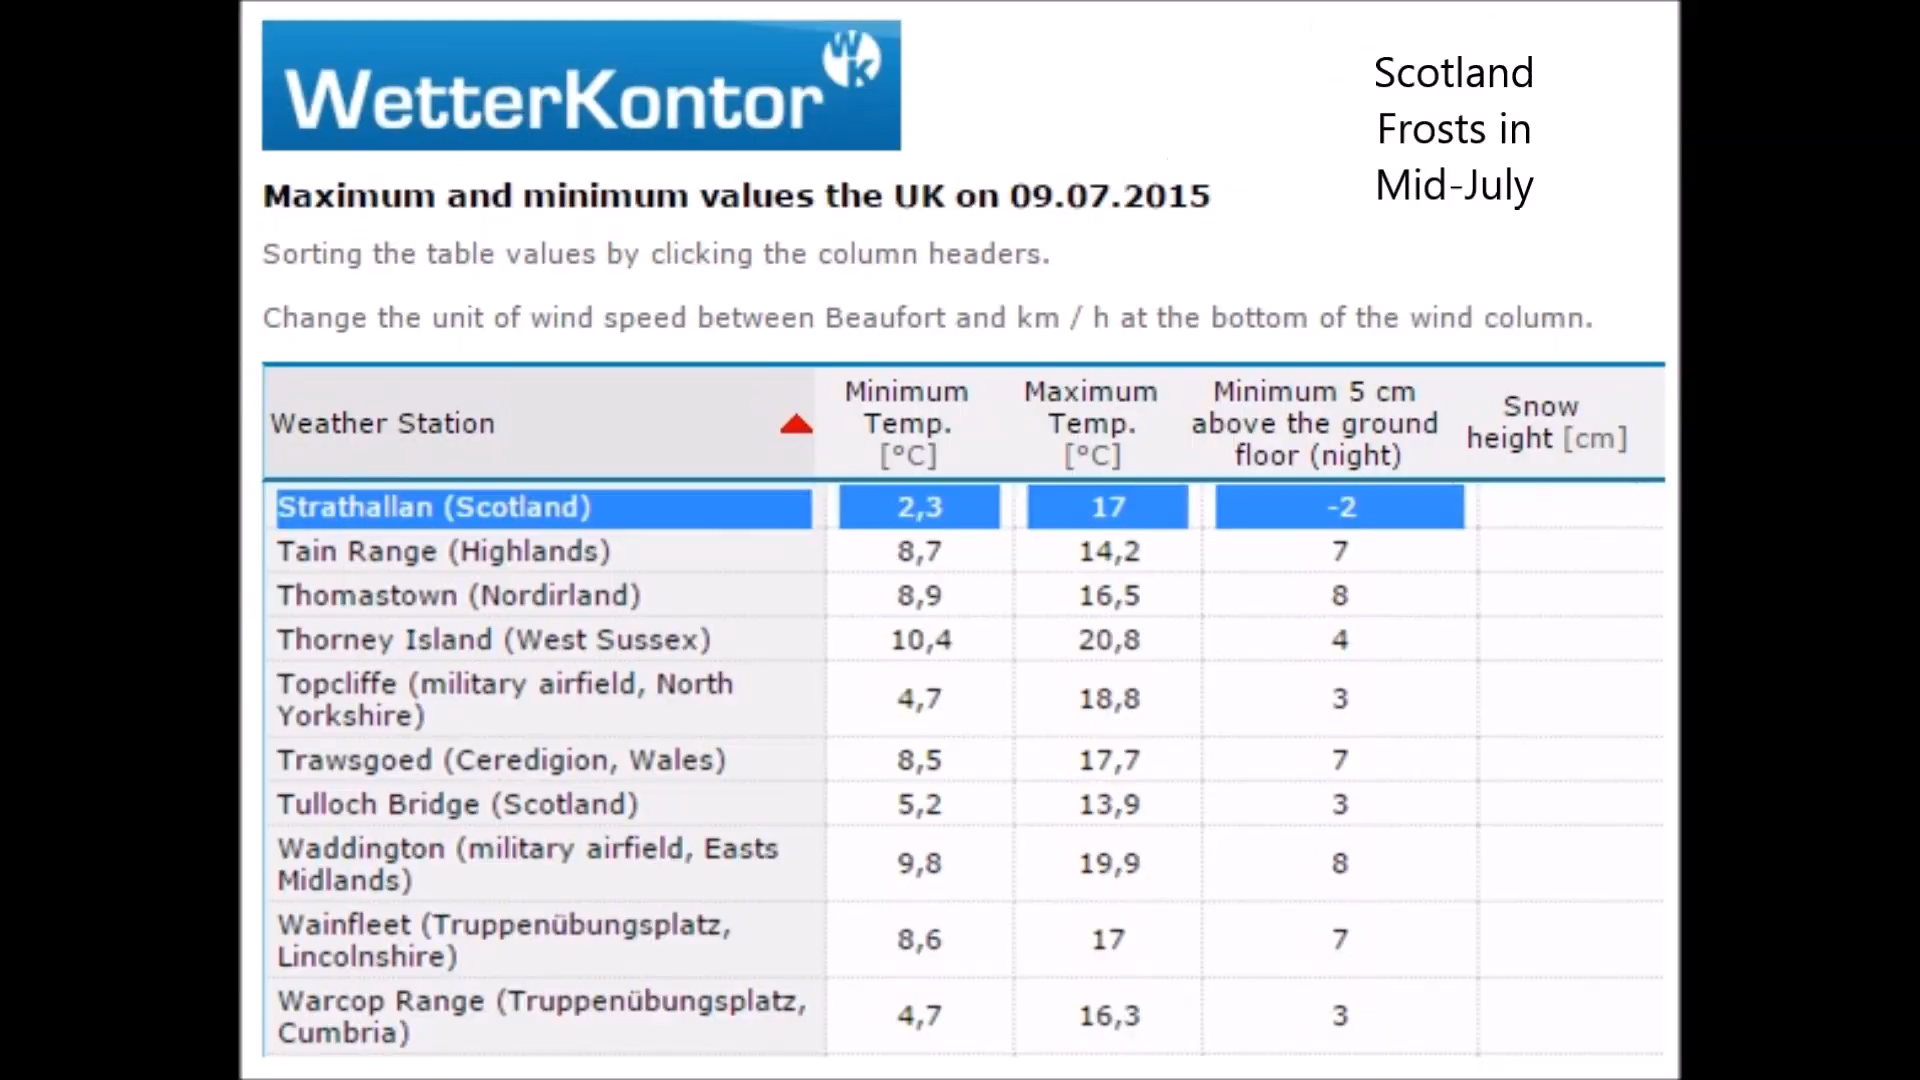 WetterKontor
WK
Scotland
Frosts in
Mid-July
Maximum and minimum values the UK on 09.07.2015
Sorting the table values by clicking the column headers.
Change the unit of wind speed between Beaufort and km / h at the bottom of the wind column.
Weather Station
Minimum
Temp.
[°C]
Maximum
Temp.
[°C]
Minimum 5 cm
above the ground
floor (night)
Snow
height [cm]
Strathallan (Scotland) 2,3 17 -2
Tain Range (Highlands) 8,7 14,2 7
Thomastown (Nordirland) 8,9 16,5 8
Thorney Island (West Sussex) 10,4 20,8 4
Topcliffe (military airfield, North
Yorkshire) 4,7 18,8 3
Trawsgoed (Ceredigion, Wales) 8,5 17,7 7
Tulloch Bridge (Scotland) 5,2 13,9 3
Waddington (military airfield, Easts
Midlands) 9,8 19,9 8
Wainfleet (Truppenübungsplatz,
Lincolnshire) 8,6 17 7
Warcop Range (Truppenübungsplatz,
Cumbria) 4,7 16,3 3